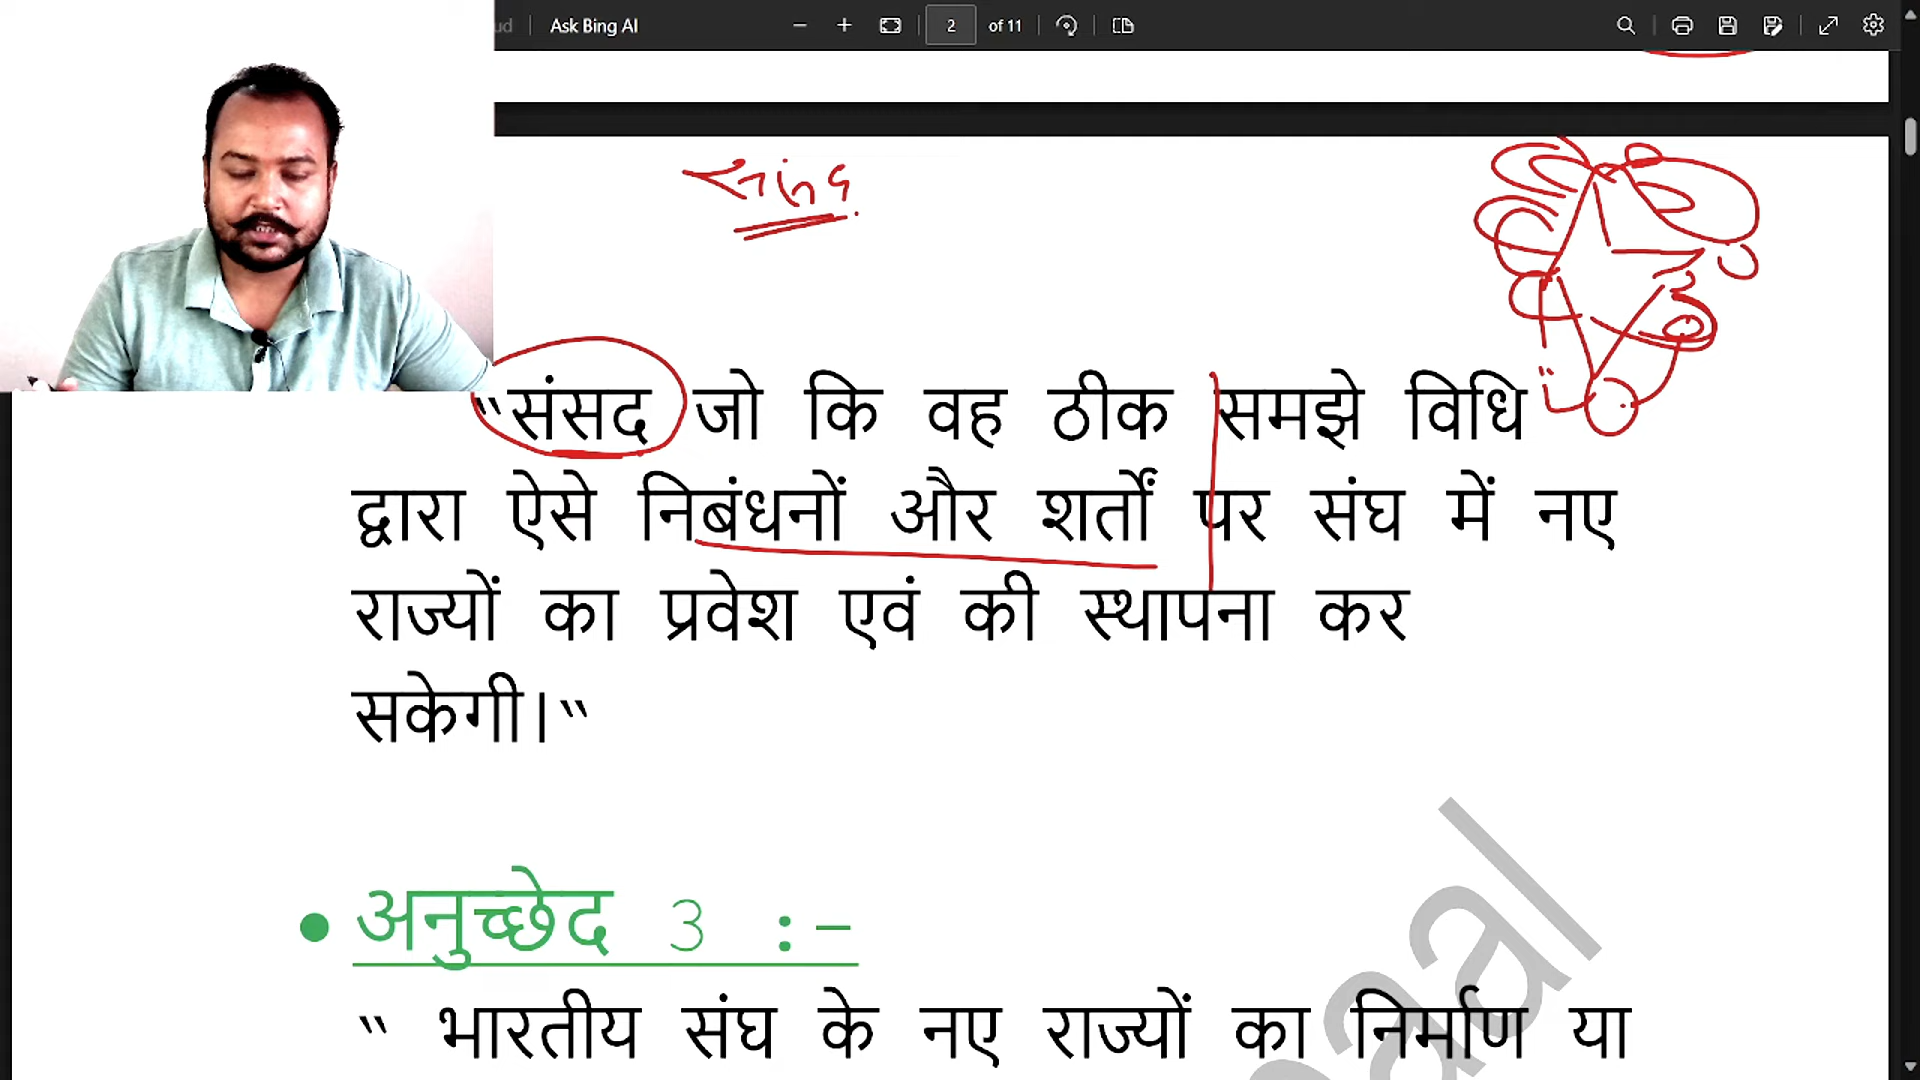 Ask Bing AI
2 of 11
संसद
"संसद जो कि वह ठीक समझे विधि
द्वारा ऐसे निबंधनों और शर्तों पर संघ में नए
राज्यों का प्रवेश एवं की स्थापना कर
सकेगी।"
• अनुच्छेद 3 :-
" भारतीय संघ के नए राज्यों का निर्माण या